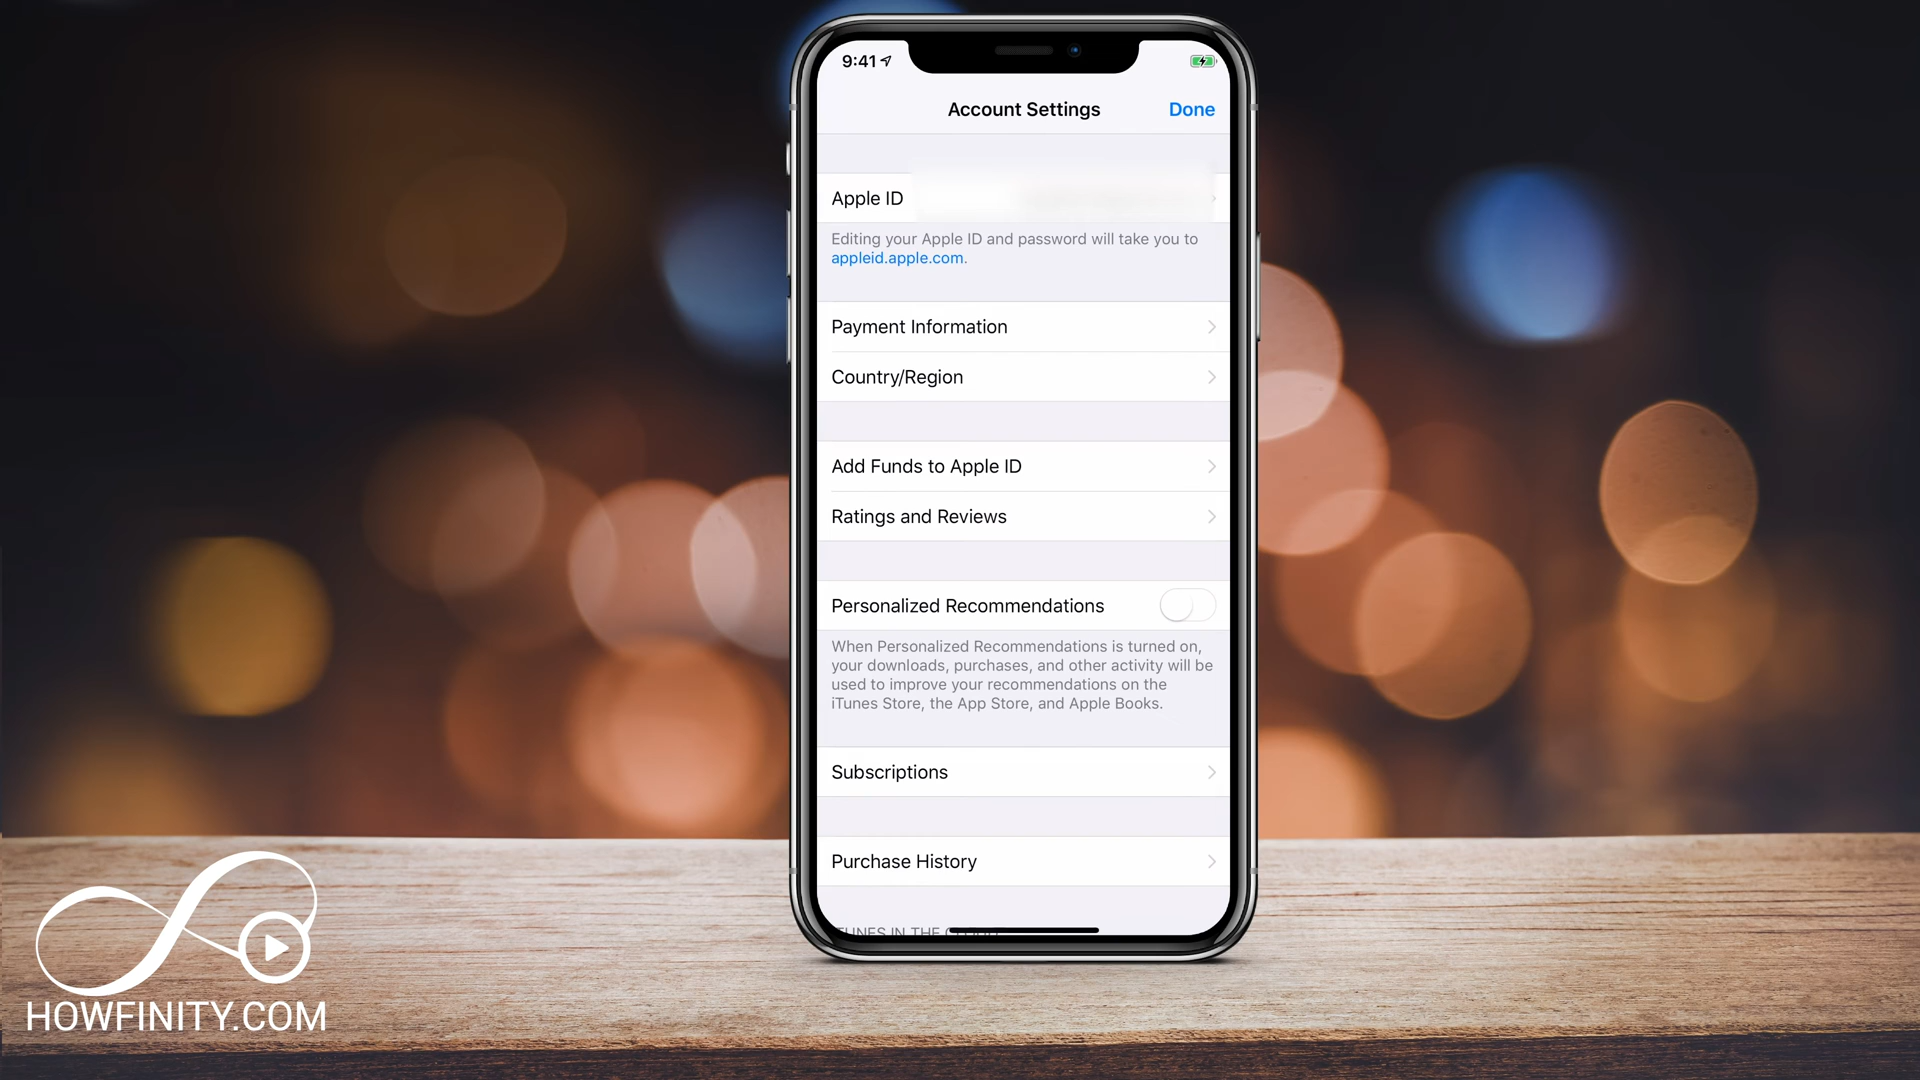 9:41
Account Settings
Done
Apple ID
Editing your Apple ID and password will take you to
appleid.apple.com.
Payment Information
Country/Region
Add Funds to Apple ID
Ratings and Reviews
Personalized Recommendations
When Personalized Recommendations is turned on,
your downloads, purchases, and other activity will be
used to improve your recommendations on the
iTunes Store, the App Store, and Apple Books.
Subscriptions
Purchase History
IN THE
HOWFINITY.COM